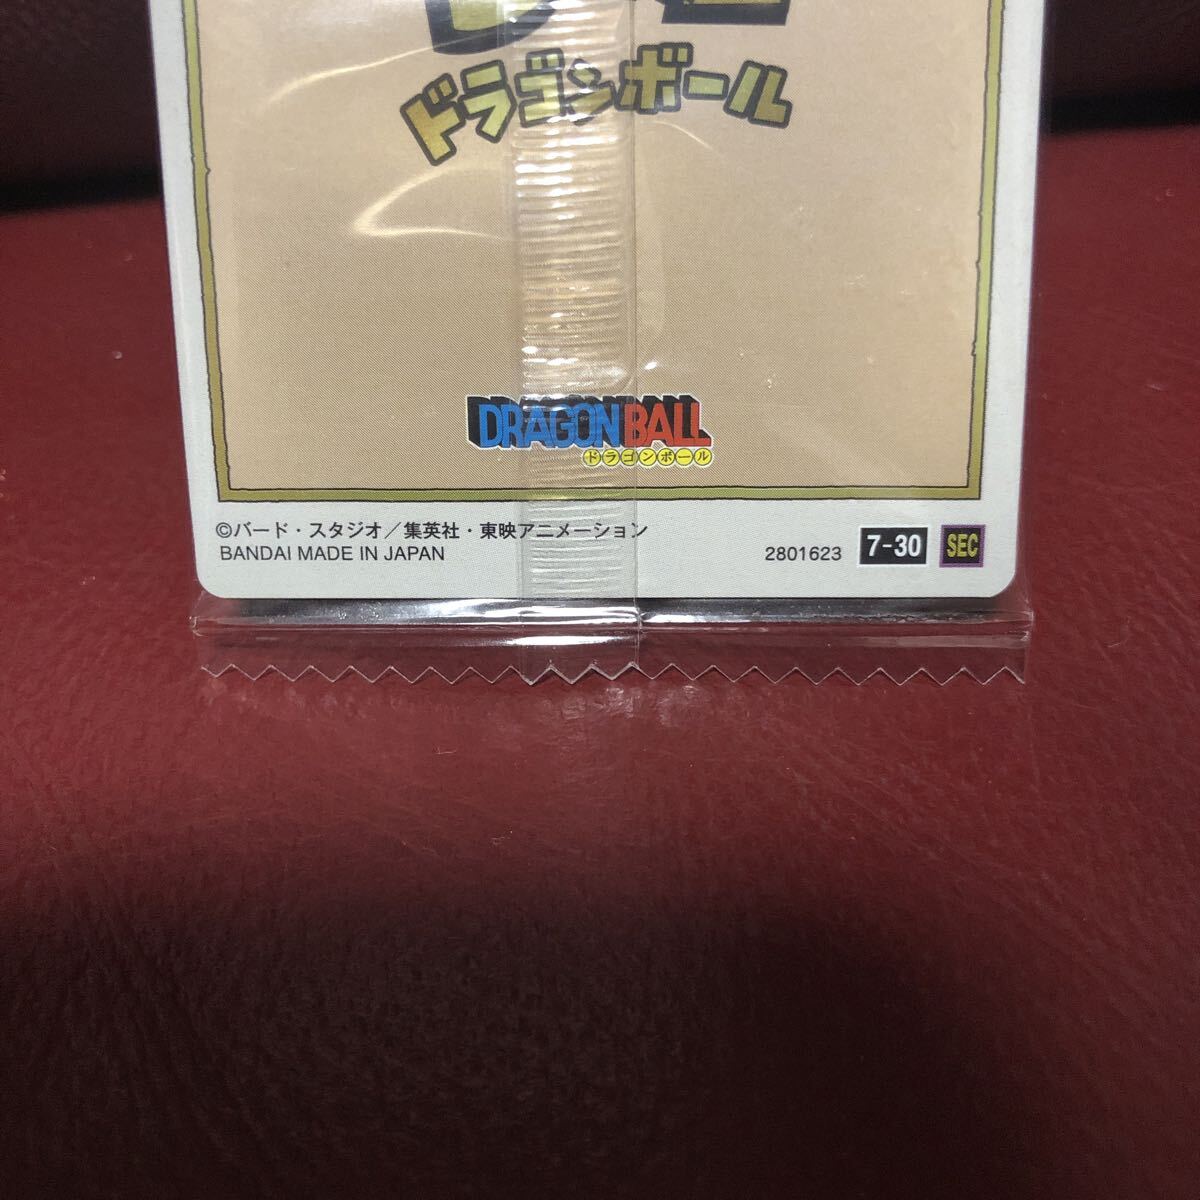 ドラゴンボール
DRAGON BALL
ドラゴンボール
©バード・スタジオ/集英社・東映アニメーション
BANDAI MADE IN JAPAN
2801623 7-30 SEC